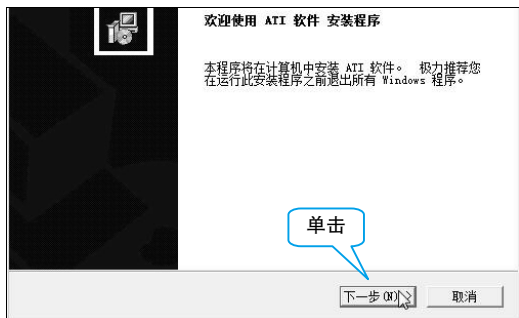 欢迎使用 ATI 软件 安装程序
本程序将在计算机中安装 ATI 软件。 极力推荐您
在运行此安装程序之前退出所有 Windows 程序。
单击
下一步(N)
取消